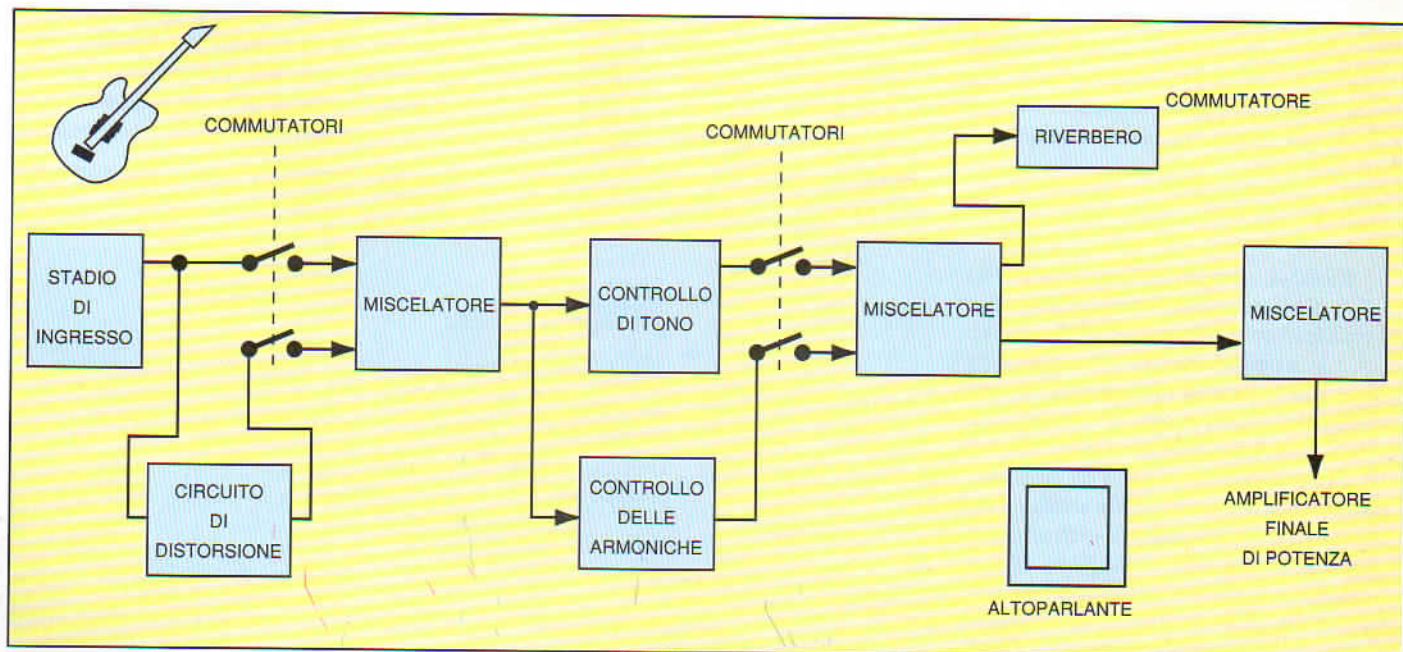 COMMUTATORI
COMMUTATORI
COMMUTATORE
RIVERBERO
STADIO
DI
INGRESSO
MISCELATORE
CONTROLLO
DI TONO
MISCELATORE
MISCELATORE
CIRCUITO
DI
DISTORSIONE
CONTROLLO
DELLE
ARMONICHE
ALTOPARLANTE
AMPLIFICATORE
FINALE
DI POTENZA